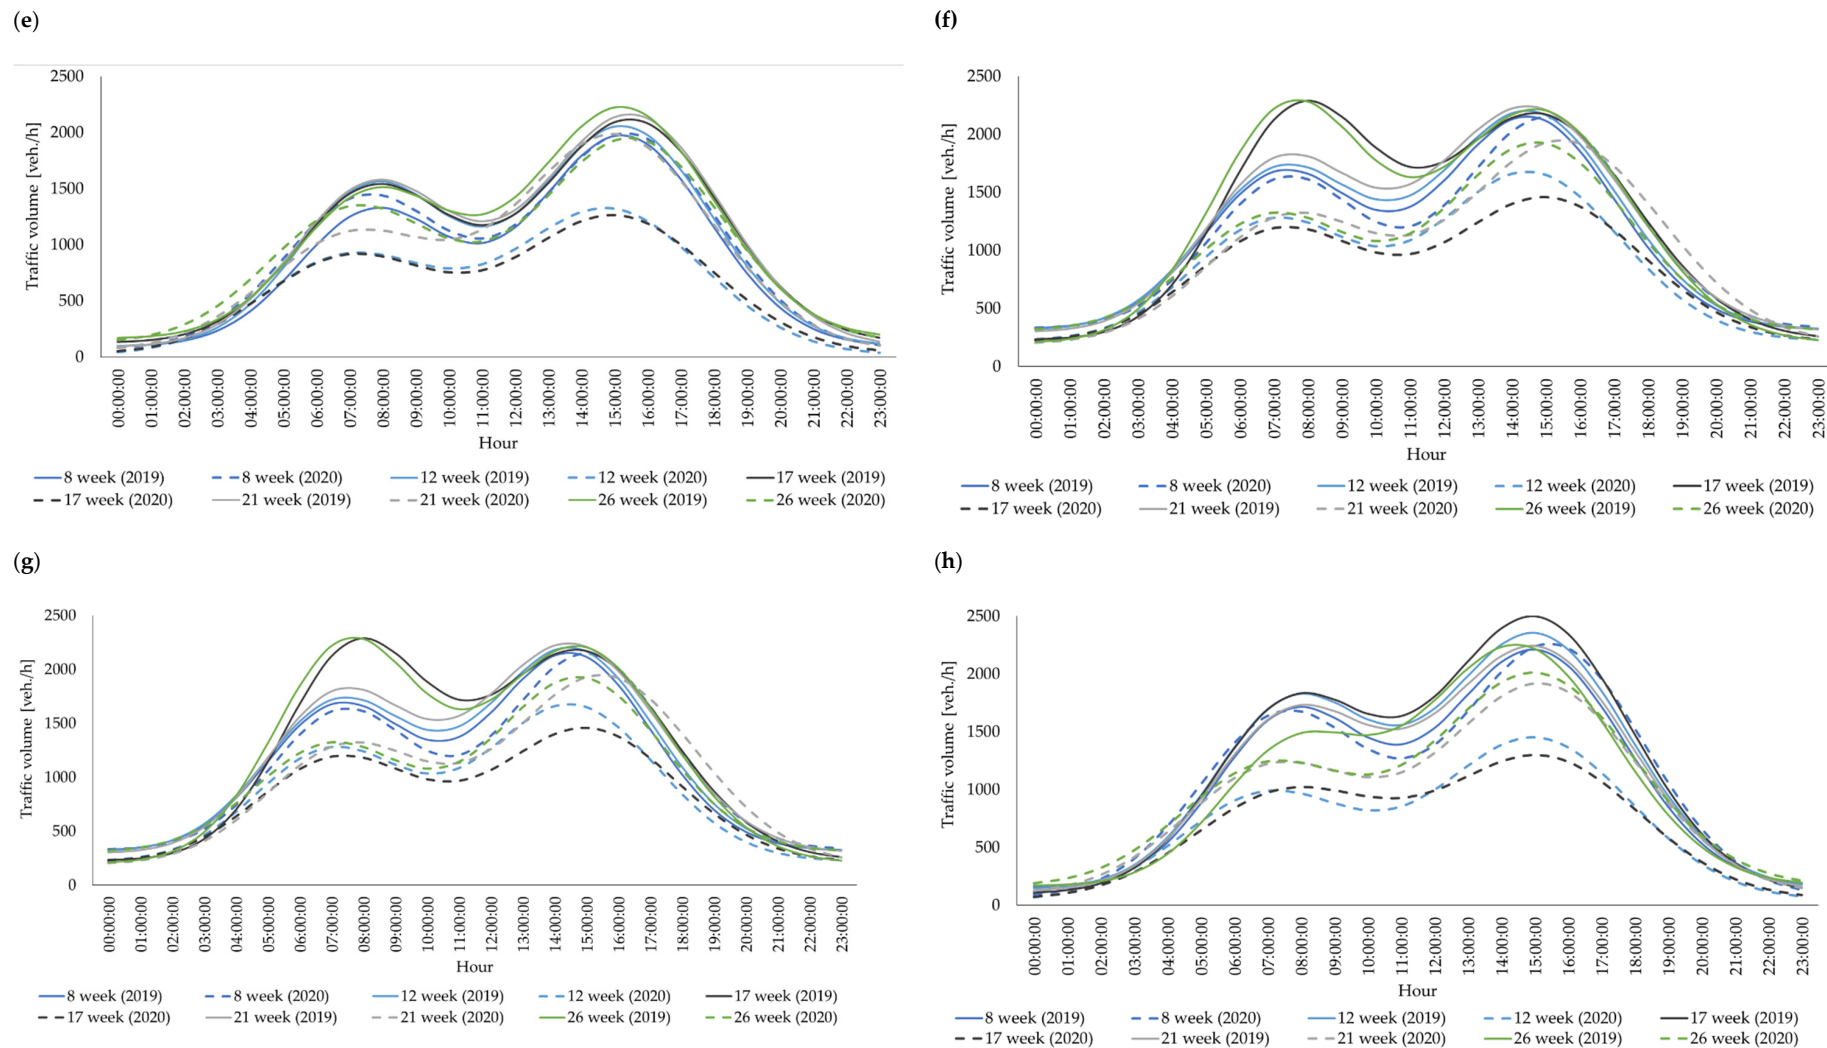 (e)
2500
2000
1500
1000
500
0
Traffic volume [veh./h]
00:00:00 01:00:00 02:00:00 03:00:00 04:00:00 05:00:00 06:00:00 07:00:00 08:00:00 09:00:00 10:00:00 11:00:00 12:00:00 13:00:00 14:00:00 15:00:00 16:00:00 17:00:00 18:00:00 19:00:00 20:00:00 21:00:00 22:00:00 23:00:00
Hour
8 week (2019) 8 week (2020) 12 week (2019) 12 week (2020) 17 week (2019)
17 week (2020) 21 week (2019) 21 week (2020) 26 week (2019) 26 week (2020)
(f)
2500
2000
1500
1000
500
0
Traffic volume [veh./h]
00:00:00 01:00:00 02:00:00 03:00:00 04:00:00 05:00:00 06:00:00 07:00:00 08:00:00 09:00:00 10:00:00 11:00:00 12:00:00 13:00:00 14:00:00 15:00:00 16:00:00 17:00:00 18:00:00 19:00:00 20:00:00 21:00:00 22:00:00 23:00:00
Hour
8 week (2019) 8 week (2020) 12 week (2019) 12 week (2020) 17 week (2019)
17 week (2020) 21 week (2019) 21 week (2020) 26 week (2019) 26 week (2020)
(g)
2500
2000
1500
1000
500
0
Traffic volume [veh./h]
00:00:00 01:00:00 02:00:00 03:00:00 04:00:00 05:00:00 06:00:00 07:00:00 08:00:00 09:00:00 10:00:00 11:00:00 12:00:00 13:00:00 14:00:00 15:00:00 16:00:00 17:00:00 18:00:00 19:00:00 20:00:00 21:00:00 22:00:00 23:00:00
Hour
8 week (2019) 8 week (2020) 12 week (2019) 12 week (2020) 17 week (2019)
17 week (2020) 21 week (2019) 21 week (2020) 26 week (2019) 26 week (2020)
(h)
2500
2000
1500
1000
500
0
Traffic volume [veh./h]
00:00:00 01:00:00 02:00:00 03:00:00 04:00:00 05:00:00 06:00:00 07:00:00 08:00:00 09:00:00 10:00:00 11:00:00 12:00:00 13:00:00 14:00:00 15:00:00 16:00:00 17:00:00 18:00:00 19:00:00 20:00:00 21:00:00 22:00:00 23:00:00
Hour
8 week (2019) 8 week (2020) 12 week (2019) 12 week (2020) 17 week (2019)
17 week (2020) 21 week (2019) 21 week (2020) 26 week (2019) 26 week (2020)